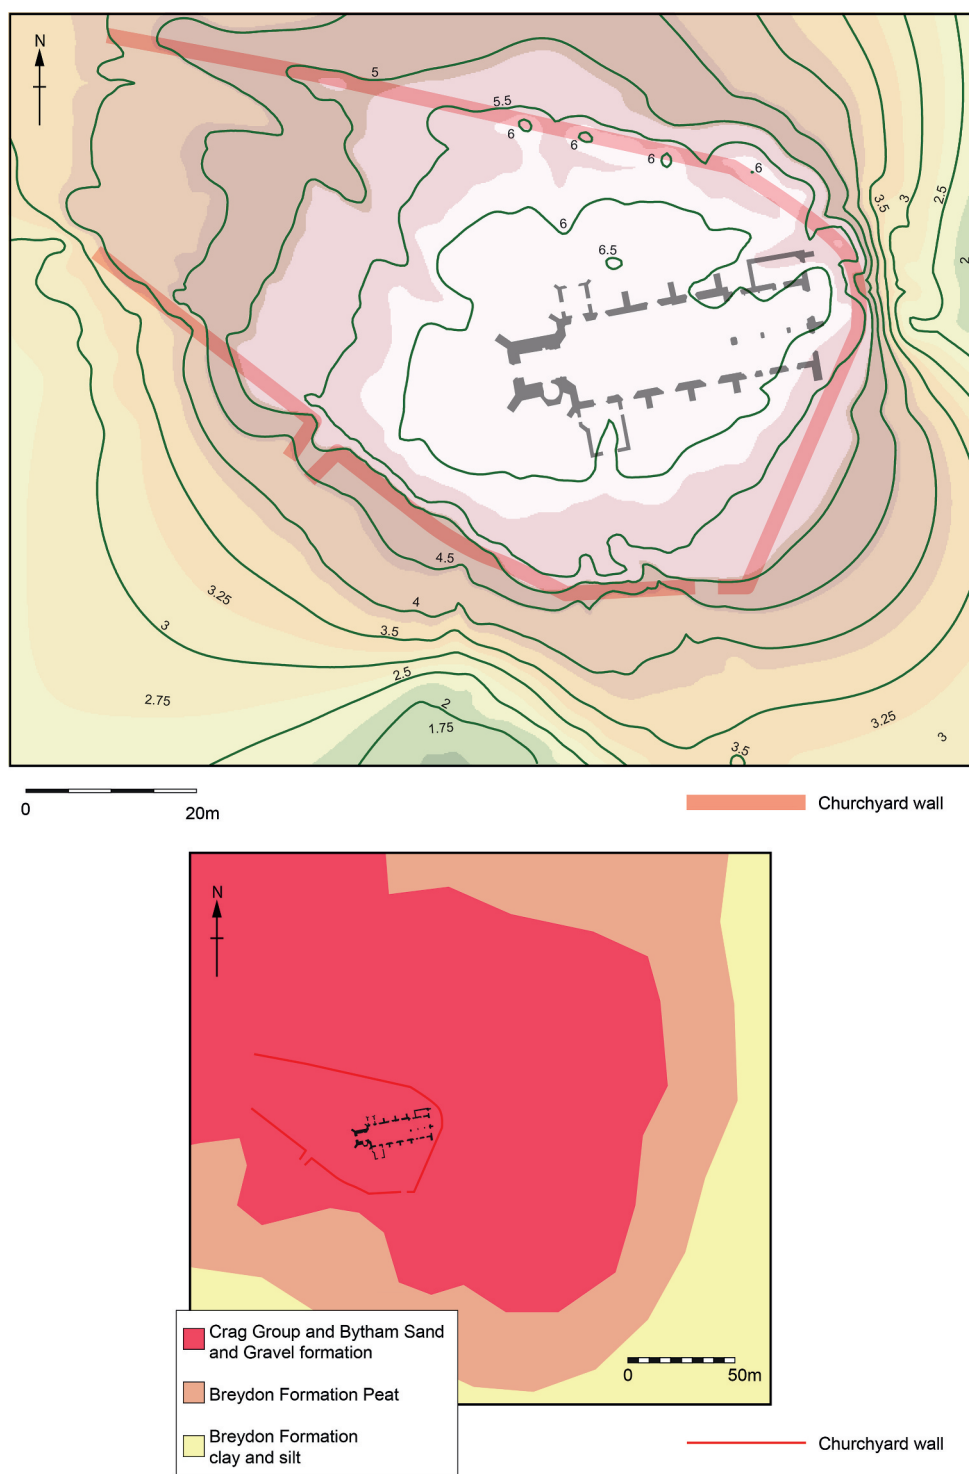 N
5
5.5
6
6
6
6
6
6.5
3.5
3
2.5
2
4.5
4
3.5
3.25
3
2.5
2
1.75
2.75
3.25
3.5
3
0
20m
Churchyard wall
N
Crag Group and Bytham Sand
and Gravel formation
Breydon Formation Peat
Breydon Formation
clay and silt
0
50m
Churchyard wall